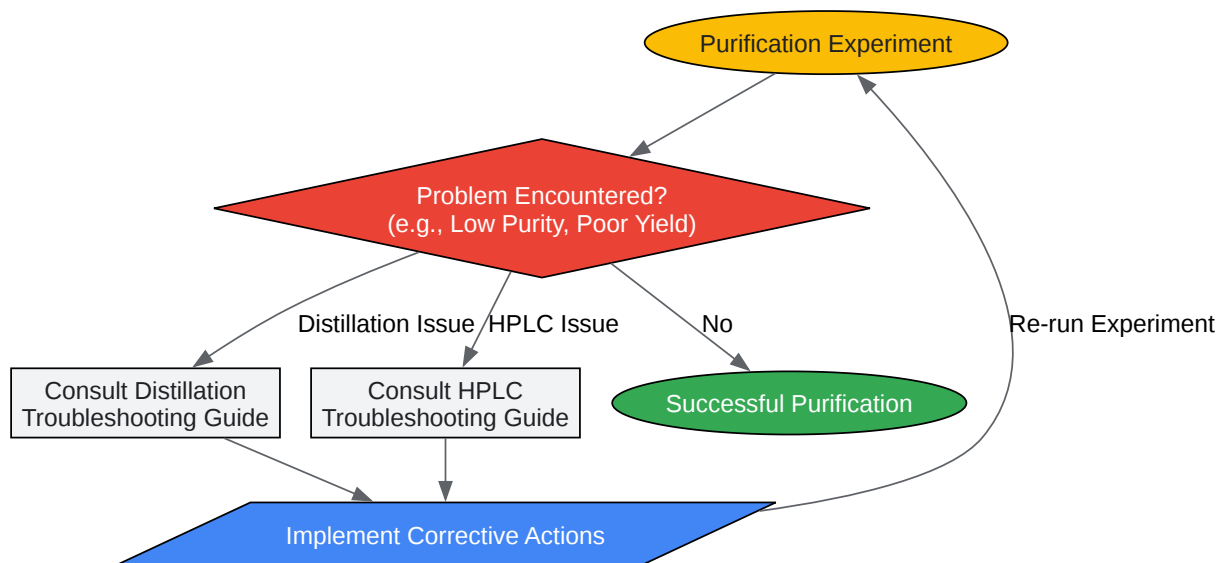 Purification Experiment
Problem Encountered?
(e.g., Low Purity, Poor Yield)
Distillation Issue
HPLC Issue
No
Re-run Experiment
Consult Distillation
Troubleshooting Guide
Consult HPLC
Troubleshooting Guide
Successful Purification
Implement Corrective Actions